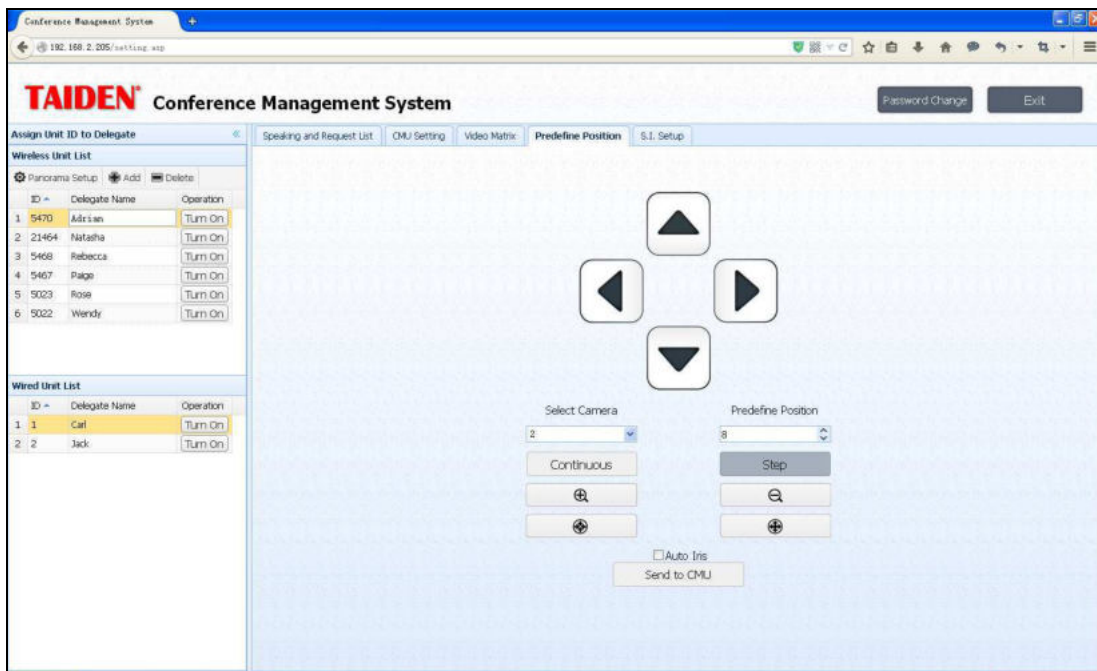 Conference Management System
192.168.2.205/setting.asp
TAIDEN® Conference Management System
Password Change
Exit
Assign Unit ID to Delegate
Speaking and Request List
CMU Setting
Video Matrix
Predefine Position
S.I. Setup
Wireless Unit List
Panorama Setup Add Delete
ID Delegate Name Operation
1 5470 Adrian Turn On
2 21464 Natasha Turn On
3 5468 Rebecca Turn On
4 5467 Paige Turn On
5 5023 Rose Turn On
6 5022 Wendy Turn On
Wired Unit List
ID Delegate Name Operation
1 1 Carl Turn On
2 2 Jack Turn On
Select Camera
Predefine Position
2
8
Continuous
Step
Auto Iris
Send to CMU